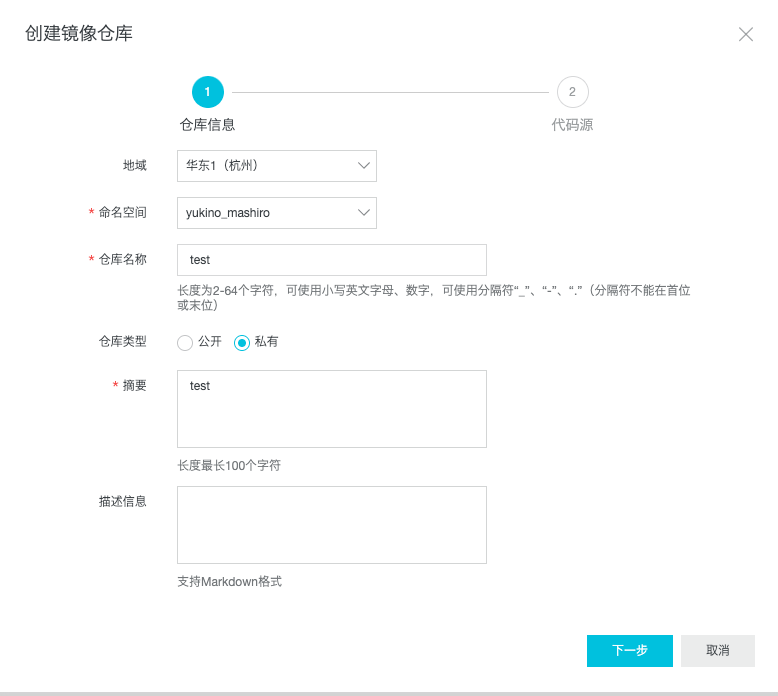 创建镜像仓库
1
2
仓库信息
代码源
地域
华东1（杭州）
* 命名空间
yukino_mashiro
* 仓库名称
test
长度为2-64个字符，可使用小写英文字母、数字，可使用分隔符“_”、“-”、“.”（分隔符不能在首位
或末位）
仓库类型
公开
私有
* 摘要
test
长度最长100个字符
描述信息
支持Markdown格式
下一步
取消